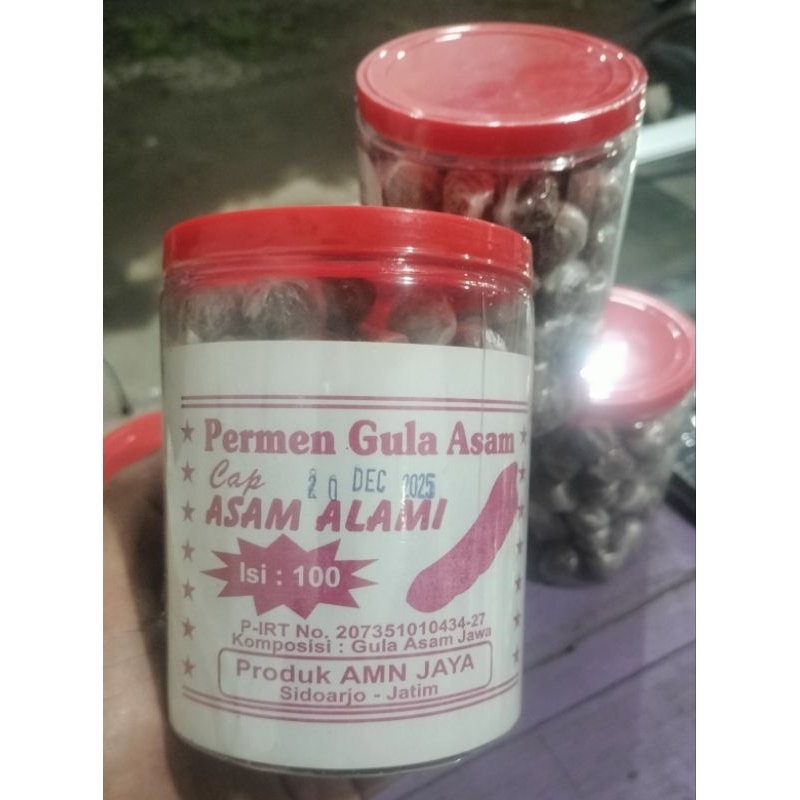 Permen Gula Asam
Cap
20 DEC 2025
ASAM ALAMI
Isi : 100
P-IRT No. 207351010434-27
Komposisi : Gula Asam Jawa
Produk AMN JAYA
Sidoarjo - Jatim